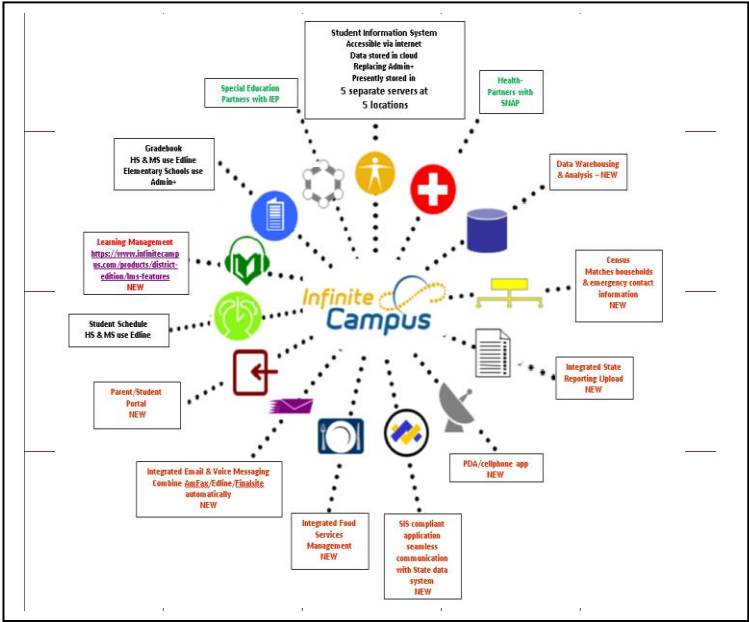 Student Information System
Accessible via internet
Data stored in cloud
Replacing Admin+
Presently stored in
5 separate servers at
5 locations
Special Education
Partners with IEP
Health-
Partners with
SNAP
Gradebook
HS & MS use Edline
Elementary Schools use
Admin+
Data Warehousing
& Analysis – NEW
Learning Management
https://www.infinitecamp
us.com/products/district-
edition/lms-features
NEW
Census
Matches households
& emergency contact
information
NEW
Infinite
Campus
Student Schedule
HS & MS use Edline
Integrated State
Reporting Upload
NEW
Parent/Student
Portal
NEW
PDA/cellphone app
NEW
Integrated Email & Voice Messaging
Combine AmFax/Edline/Finalsite
automatically
NEW
Integrated Food
Services
Management
NEW
SIS compliant
application
seamless
communication
with State data
system
NEW